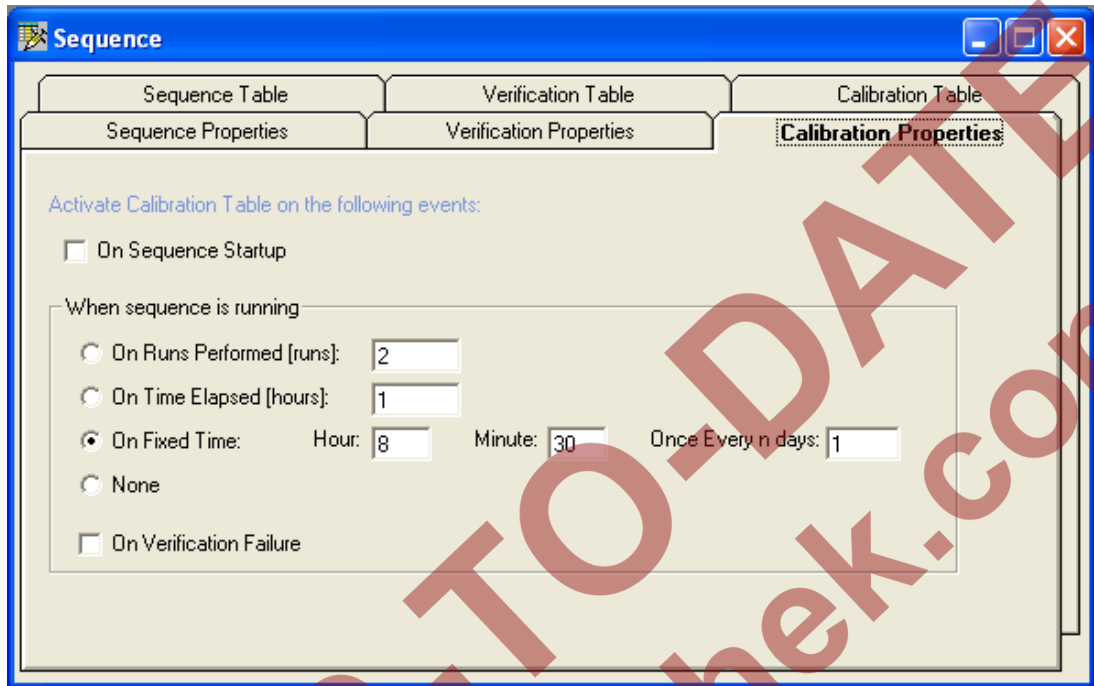 Sequence
Sequence Table Verification Table Calibration Table
Sequence Properties Verification Properties Calibration Properties
Activate Calibration Table on the following events:
On Sequence Startup
When sequence is running
On Runs Performed [runs]: 2
On Time Elapsed [hours]: 1
On Fixed Time: Hour: 8 Minute: 30 Once Every n days: 1
None
On Verification Failure
TO-DATE
hek.com